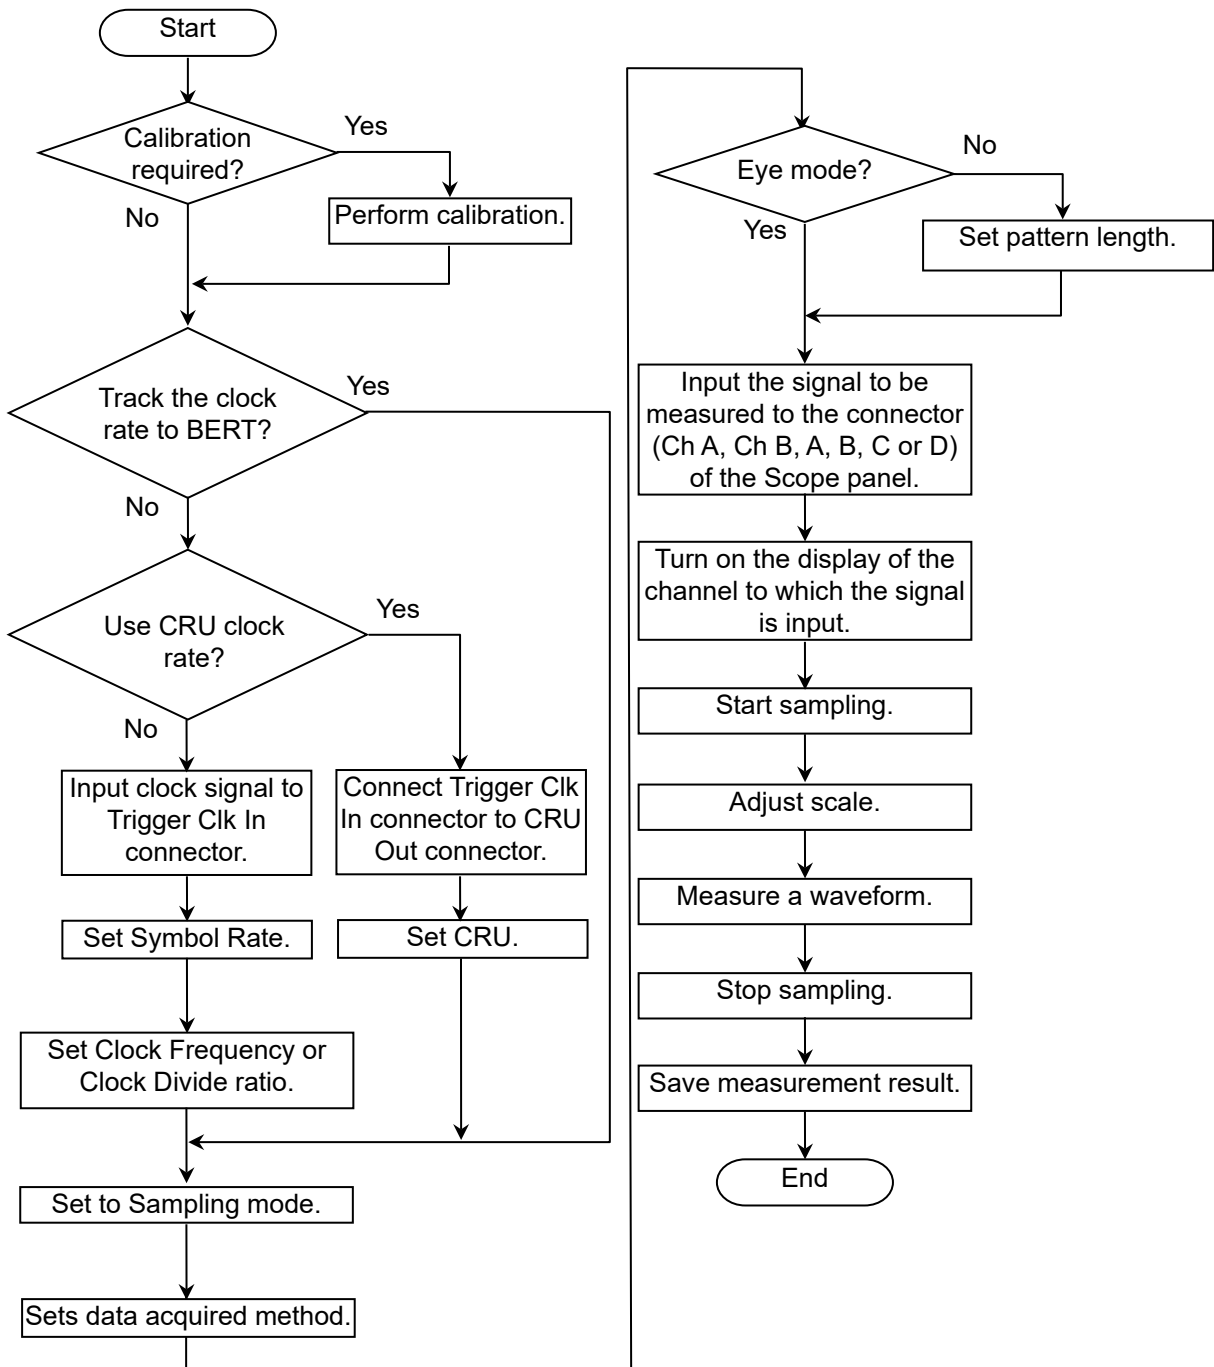 Start
Calibration
required?
Yes
No
Perform calibration.
Track the clock
rate to BERT?
Yes
No
Use CRU clock
rate?
Yes
No
Input clock signal to
Trigger Clk In
connector.
Connect Trigger Clk
In connector to CRU
Out connector.
Set Symbol Rate.
Set CRU.
Set Clock Frequency or
Clock Divide ratio.
Set to Sampling mode.
Sets data acquired method.
Eye mode?
No
Yes
Set pattern length.
Input the signal to be
measured to the connector
(Ch A, Ch B, A, B, C or D)
of the Scope panel.
Turn on the display of the
channel to which the signal
is input.
Start sampling.
Adjust scale.
Measure a waveform.
Stop sampling.
Save measurement result.
End